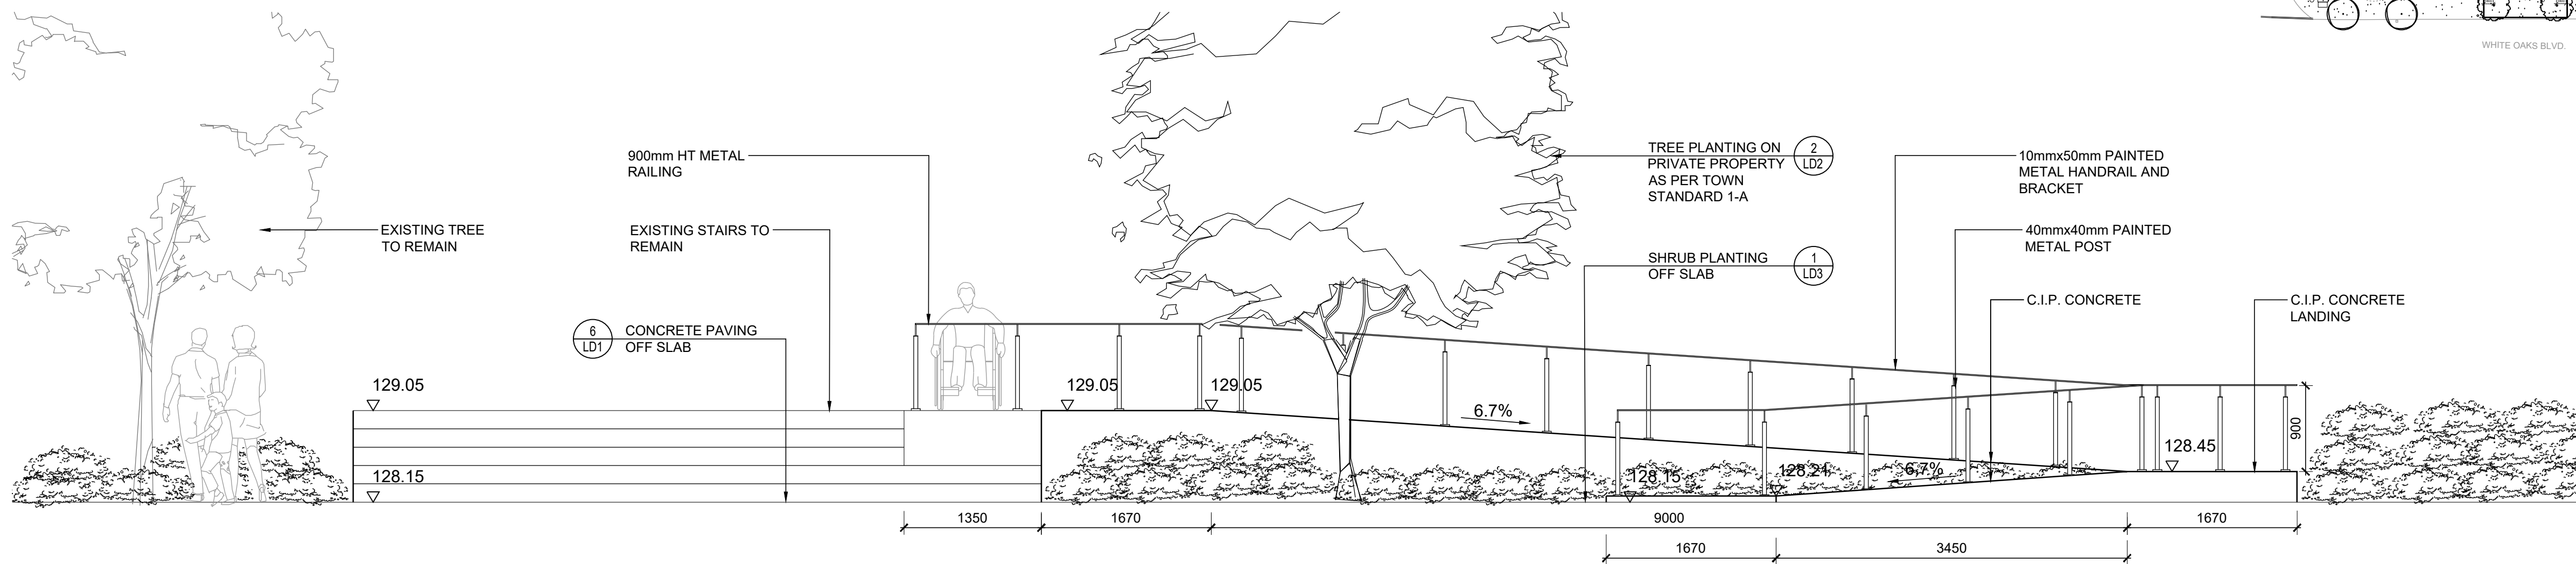 WHITE OAKS BLVD.
900mm HT METAL
RAILING
TREE PLANTING ON
PRIVATE PROPERTY
AS PER TOWN
STANDARD 1-A
2
LD2
10mmx50mm PAINTED
METAL HANDRAIL AND
BRACKET
EXISTING TREE
TO REMAIN
EXISTING STAIRS TO
REMAIN
40mmx40mm PAINTED
METAL POST
SHRUB PLANTING
OFF SLAB
1
LD3
C.I.P. CONCRETE
C.I.P. CONCRETE
LANDING
6
LD1
CONCRETE PAVING
OFF SLAB
129.05
129.05
129.05
6.7%
900
128.45
128.15
128.15
128.21
6.7%
1350
1670
9000
1670
1670
3450